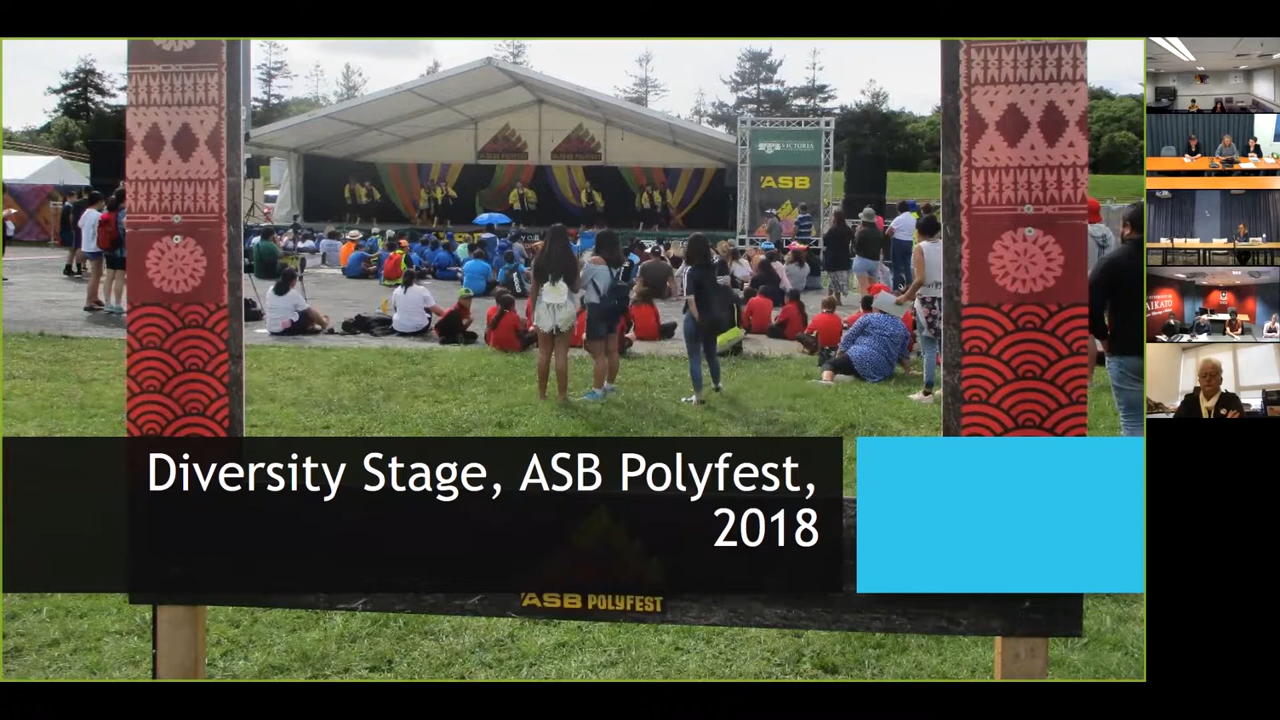 VICTORIA
ASB
Diversity Stage, ASB Polyfest,
2018
ASB POLYFEST